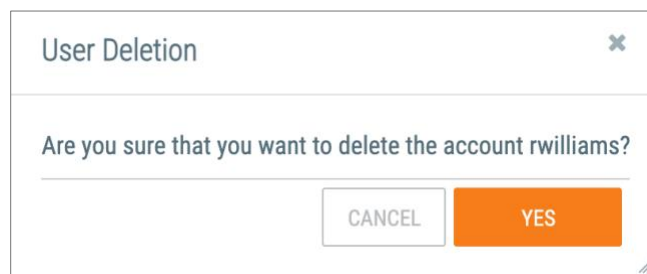 User Deletion
Are you sure that you want to delete the account rwilliams?
CANCEL YES